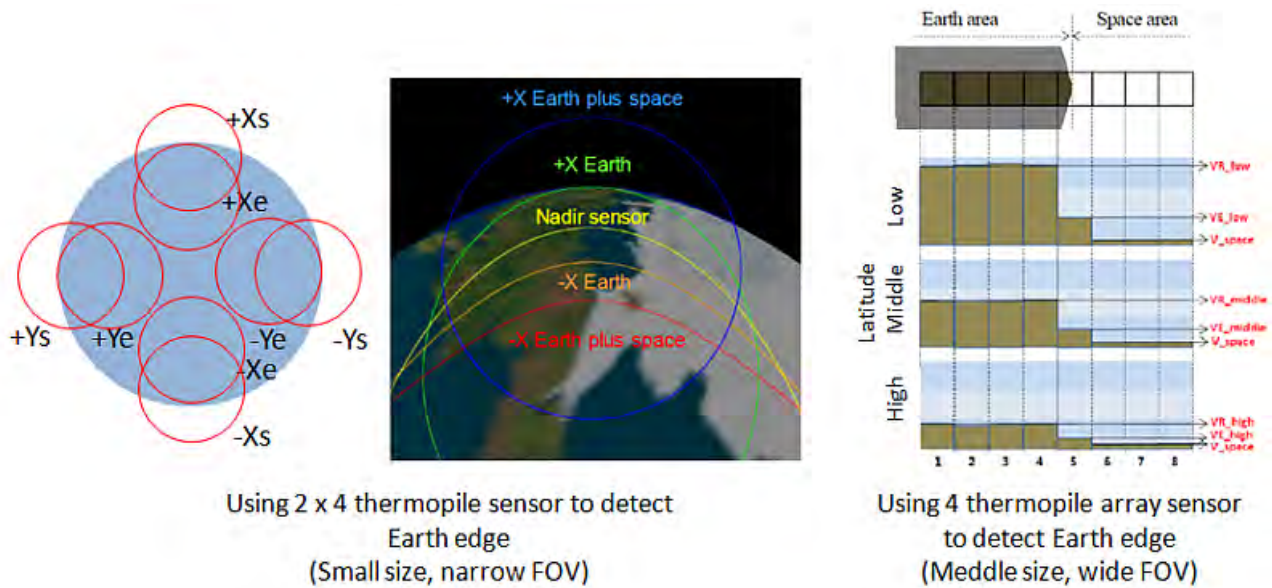 +Xs
+Xe
+Ys
+Ye
-Ye
-Ys
-Xe
-Xs
+X Earth plus space
+X Earth
Nadir sensor
-X Earth
-X Earth plus space
Using 2 x 4 thermopile sensor to detect
Earth edge
(Small size, narrow FOV)
Earth area
Space area
Latitude
Low
VR_low
VE_low
V_space
Middle
VR_middle
VE_middle
V_space
High
VR_high
VE_high
V_space
1 2 3 4 5 6 7 8
Using 4 thermopile array sensor
to detect Earth edge
(Meddle size, wide FOV)